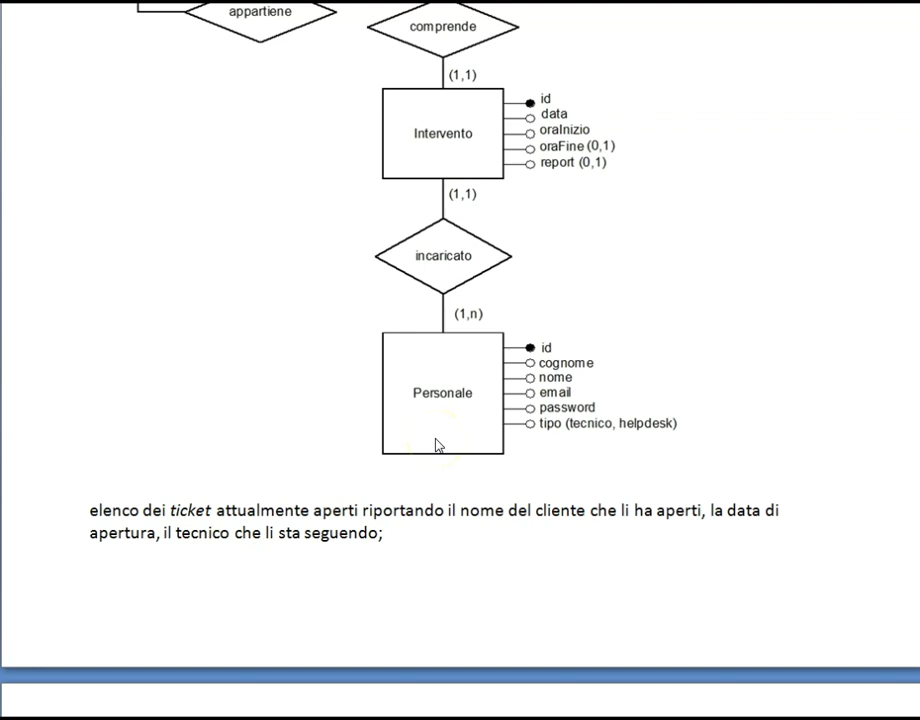 appartiene
comprende
(1,1)
Intervento
id
data
oraInizio
oraFine (0,1)
report (0,1)
(1,1)
incaricato
(1,n)
Personale
id
cognome
nome
email
password
tipo (tecnico, helpdesk)
elenco dei ticket attualmente aperti riportando il nome del cliente che li ha aperti, la data di
apertura, il tecnico che li sta seguendo;